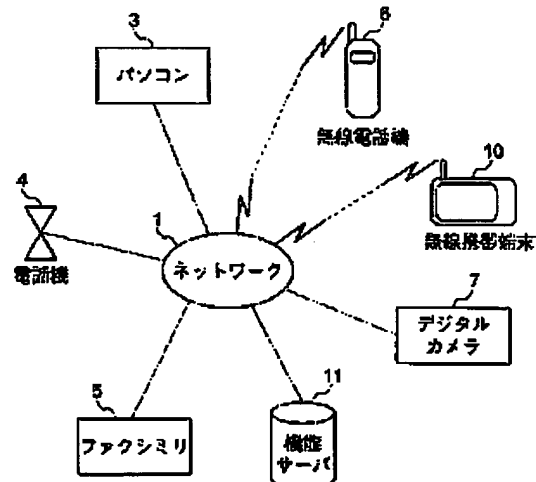 3
パソコン
6
無線電話機
10
無線携帯端末
4
電話機
1
ネットワーク
7
デジタル
カメラ
5
ファクシミリ
11
機能
サーバ